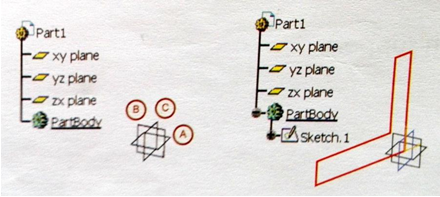 Part1
xy plane
yz plane
zx plane
PartBody
B
C
A
Part1
xy plane
yz plane
zx plane
PartBody
Sketch.1